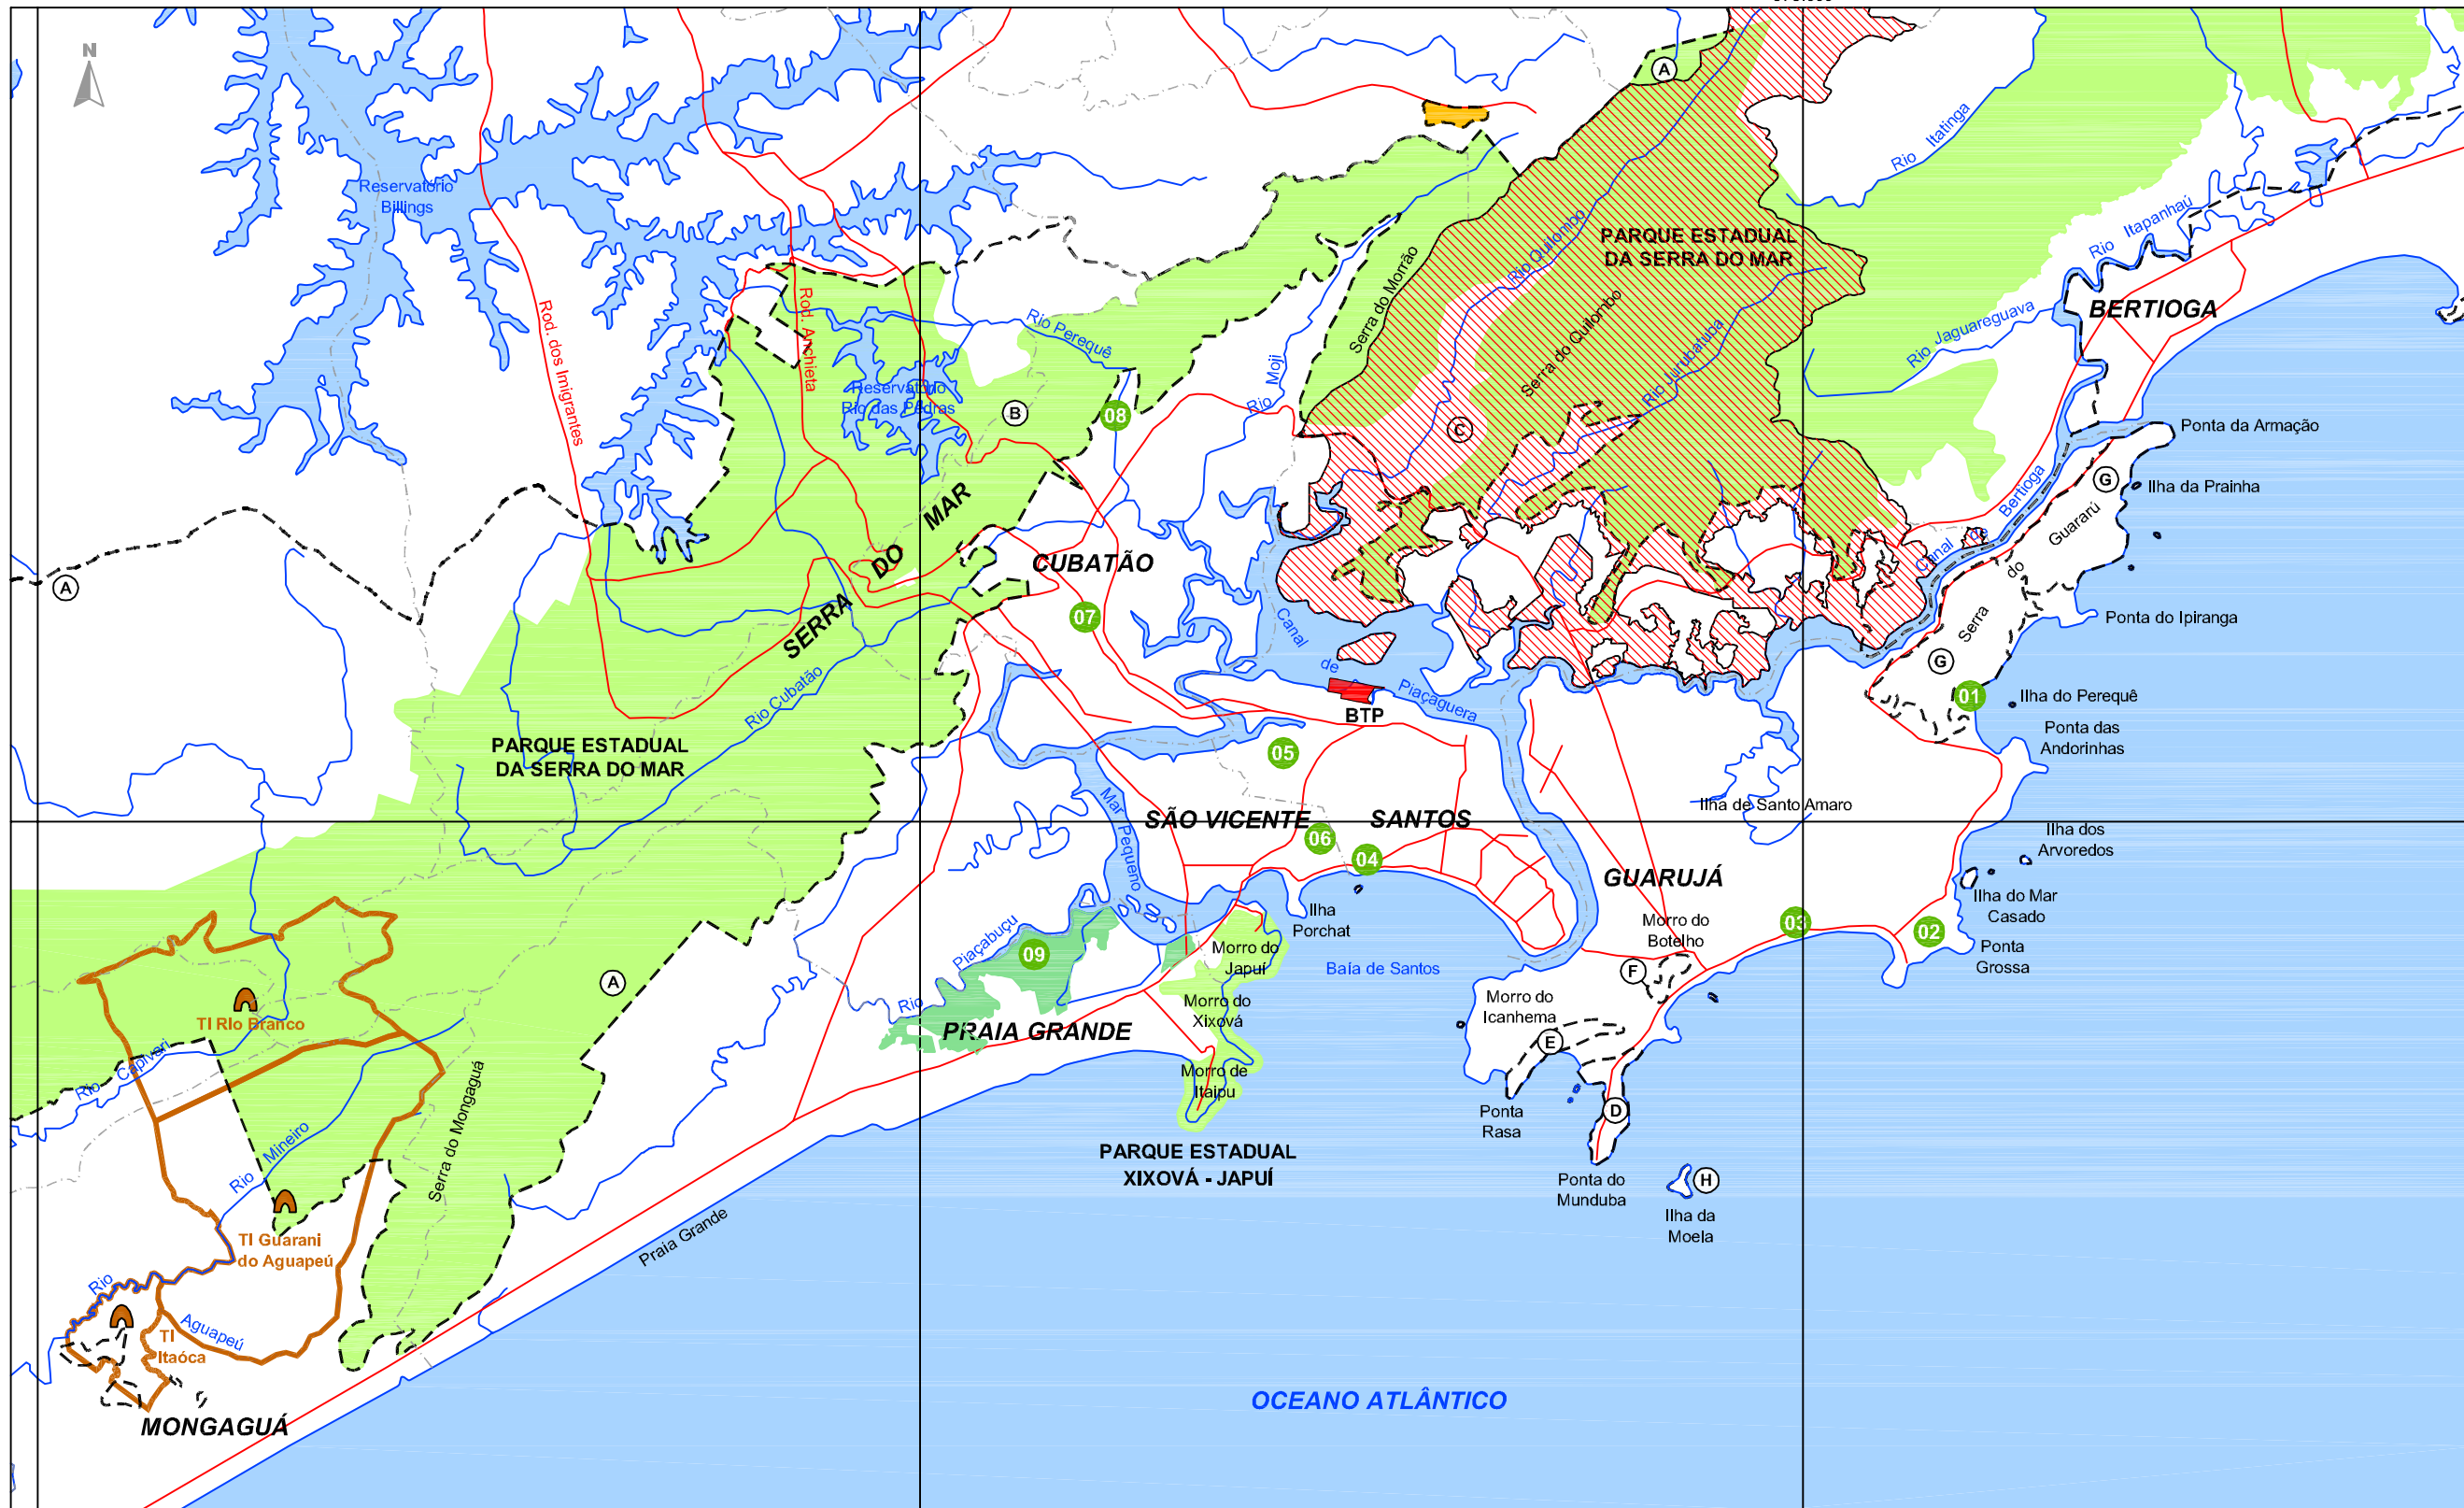 N
A
Reservatório
Billings
Rio Itatinga
Rio Itapanhaú
PARQUE ESTADUAL
DA SERRA DO MAR
Rio Quilombo
Serra do Morrão
Serra do Quilombo
Rio Jurubatuba
BERTIOGA
Rio Jaguareguava
Rod. dos Imigrantes
Rod. Anchieta
Rio Perequê
Rio Moji
Reservatório
Rio das Pedras
B
08
C
Ponta da Armação
G
Ilha da Prainha
Canal de Bertioga
Serra do Guararú
SERRA DO MAR
CUBATÃO
A
07
Canal de Piaçaguera
Ponta do Ipiranga
G
01
Ilha do Perequê
Ponta das
Andorinhas
Rio Cubatão
BTP
PARQUE ESTADUAL
DA SERRA DO MAR
05
Mar Pequeno
SÃO VICENTE
SANTOS
Ilha de Santo Amaro
06
04
Ilha dos
Arvoredos
GUARUJÁ
Ilha do Mar
Casado
Ilha
Porchat
Morro do
Botelho
03
02
Ponta
Grossa
Rio Piaçabuçu
09
Morro do
Japuí
Baía de Santos
F
A
Morro do
Xixová
Morro do
Icanhema
TI RIo Branco
PRAIA GRANDE
E
Rio Capivari
Morro de
Itaipu
Ponta
Rasa
D
Serra do Mongaguá
Rio Mineiro
PARQUE ESTADUAL
XIXOVÁ - JAPUÍ
Ponta do
Munduba
H
Ilha da
Moela
TI Guarani
do Aguapeú
Praia Grande
Rio Aguapeú
TI
Itaóca
OCEANO ATLÂNTICO
MONGAGUÁ